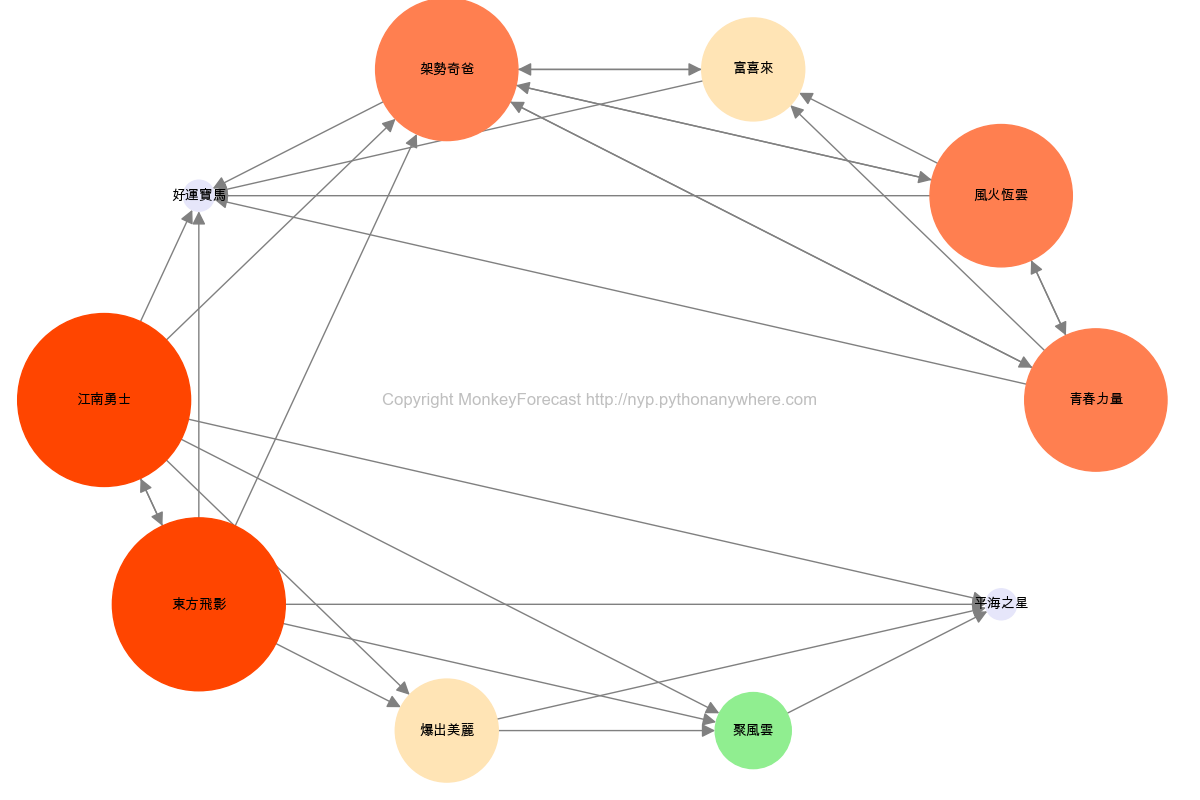 架勢奇爸
富喜來
好運寶馬
風火恆雲
江南勇士
Copyright MonkeyForecast http://nyp.pythonanywhere.com
青春力量
東方飛影
平海之星
爆出美麗
聚風雲